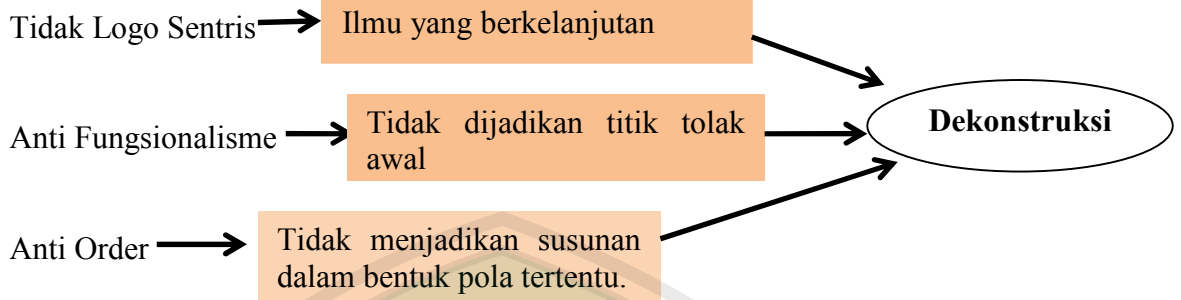 Tidak Logo Sentris
Ilmu yang berkelanjutan
Anti Fungsionalisme
Tidak dijadikan titik tolak
awal
Dekonstruksi
Anti Order
Tidak menjadikan susunan
dalam bentuk pola tertentu.